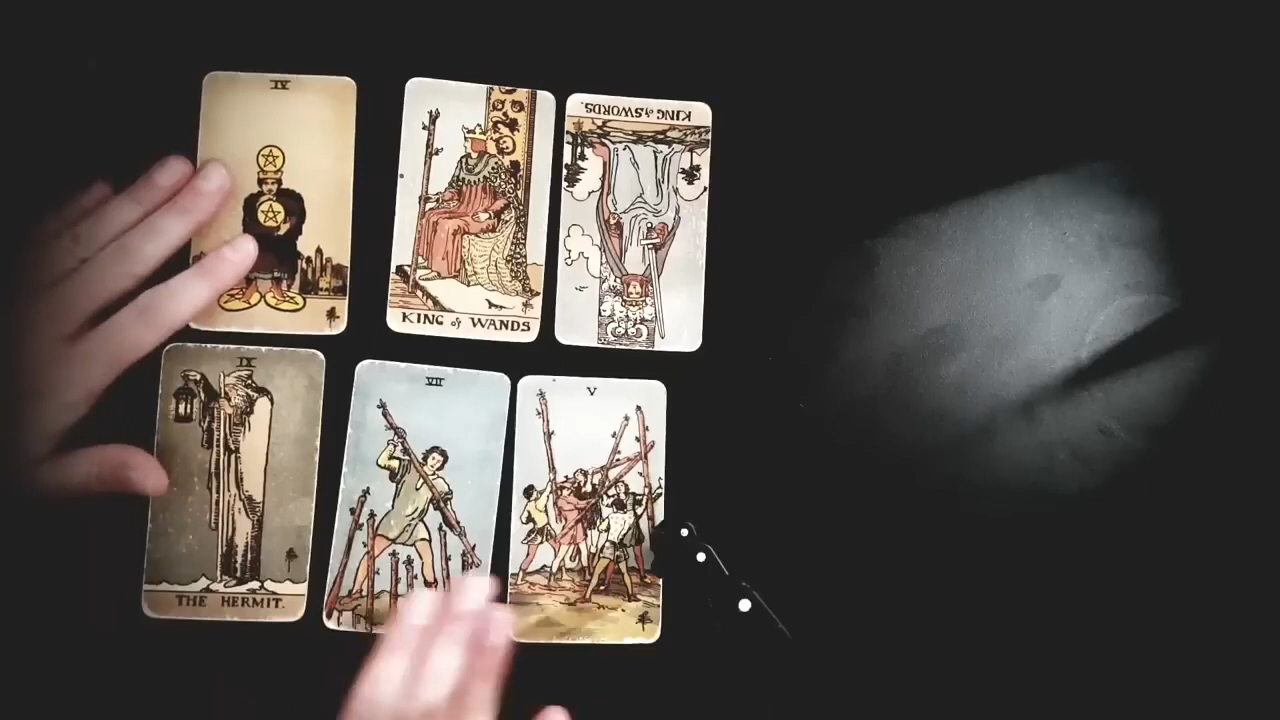 IV
KING of WANDS
KING of SWORDS.
IX
THE HERMIT.
VII
V